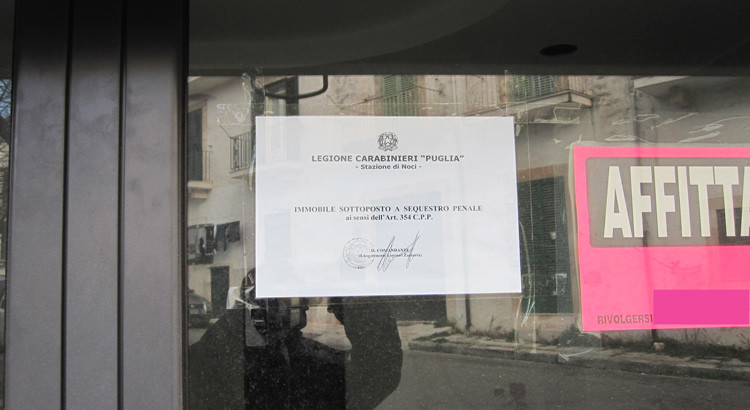 LEGIONE CARABINIERI "PUGLIA"
- Stazione di Noci -
IMMOBILE SOTTOPOSTO A SEQUESTRO PENALE
ai sensi dell'Art. 354 C.P.P.
IL COMANDANTE
AFFITTA
RIVOLGERSI